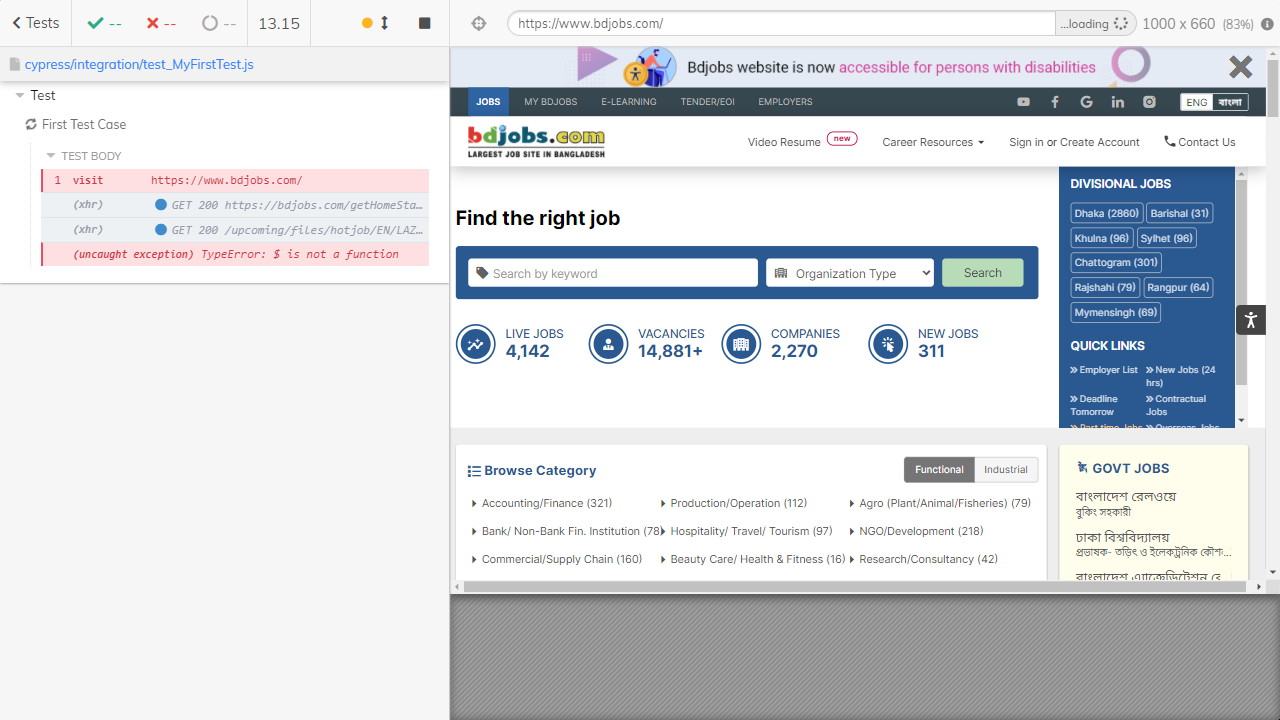 Tests
--
--
--
13.15
https://www.bdjobs.com/
...loading
1000 x 660 (83%)
cypress/integration/test_MyFirstTest.js
Test
First Test Case
TEST BODY
1 visit https://www.bdjobs.com/
(xhr) GET 200 https://bdjobs.com/getHomeSta…
(xhr) GET 200 /upcoming/files/hotjob/EN/LAZ…
(uncaught exception) TypeError: $ is not a function
Bdjobs website is now accessible for persons with disabilities
JOBS MY BDJOBS E-LEARNING TENDER/EOI EMPLOYERS
ENG বাংলা
bdjobs.com
LARGEST JOB SITE IN BANGLADESH
Video Resume new Career Resources Sign in or Create Account Contact Us
Find the right job
Search by keyword Organization Type Search
LIVE JOBS
4,142
VACANCIES
14,881+
COMPANIES
2,270
NEW JOBS
311
DIVISIONAL JOBS
Dhaka (2860) Barishal (31)
Khulna (96) Sylhet (96)
Chattogram (301)
Rajshahi (79) Rangpur (64)
Mymensingh (69)
QUICK LINKS
Employer List New Jobs (24 hrs)
Deadline Tomorrow Contractual Jobs
Part time Jobs Overseas Jobs
Browse Category
Functional Industrial
Accounting/Finance (321) Production/Operation (112) Agro (Plant/Animal/Fisheries) (79)
Bank/ Non-Bank Fin. Institution (78) Hospitality/ Travel/ Tourism (97) NGO/Development (218)
Commercial/Supply Chain (160) Beauty Care/ Health & Fitness (16) Research/Consultancy (42)
GOVT JOBS
বাংলাদেশ রেলওয়ে
বুকিং সহকারী
ঢাকা বিশ্ববিদ্যালয়
প্রভাষক- তড়িৎ ও ইলেকট্রনিক কৌশ...
বাংলাদেশ এ্যাক্রেডিটেশন বো